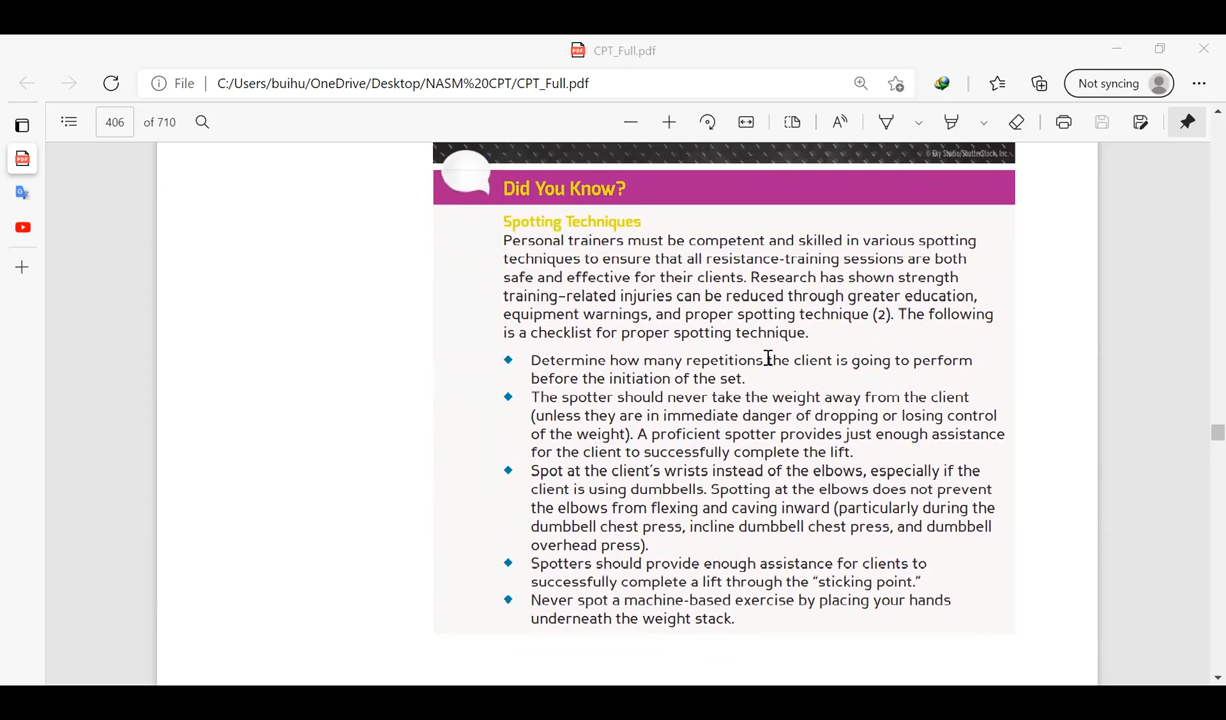 CPT_Full.pdf
File C:/Users/buihu/OneDrive/Desktop/NASM%20CPT/CPT_Full.pdf
Not syncing
406 of 710
© Sky Studio/ShutterStock, Inc.
Did You Know?
Spotting Techniques
Personal trainers must be competent and skilled in various spotting
techniques to ensure that all resistance-training sessions are both
safe and effective for their clients. Research has shown strength
training–related injuries can be reduced through greater education,
equipment warnings, and proper spotting technique (2). The following
is a checklist for proper spotting technique.
Determine how many repetitions the client is going to perform
before the initiation of the set.
The spotter should never take the weight away from the client
(unless they are in immediate danger of dropping or losing control
of the weight). A proficient spotter provides just enough assistance
for the client to successfully complete the lift.
Spot at the client's wrists instead of the elbows, especially if the
client is using dumbbells. Spotting at the elbows does not prevent
the elbows from flexing and caving inward (particularly during the
dumbbell chest press, incline dumbbell chest press, and dumbbell
overhead press).
Spotters should provide enough assistance for clients to
successfully complete a lift through the “sticking point.”
Never spot a machine-based exercise by placing your hands
underneath the weight stack.